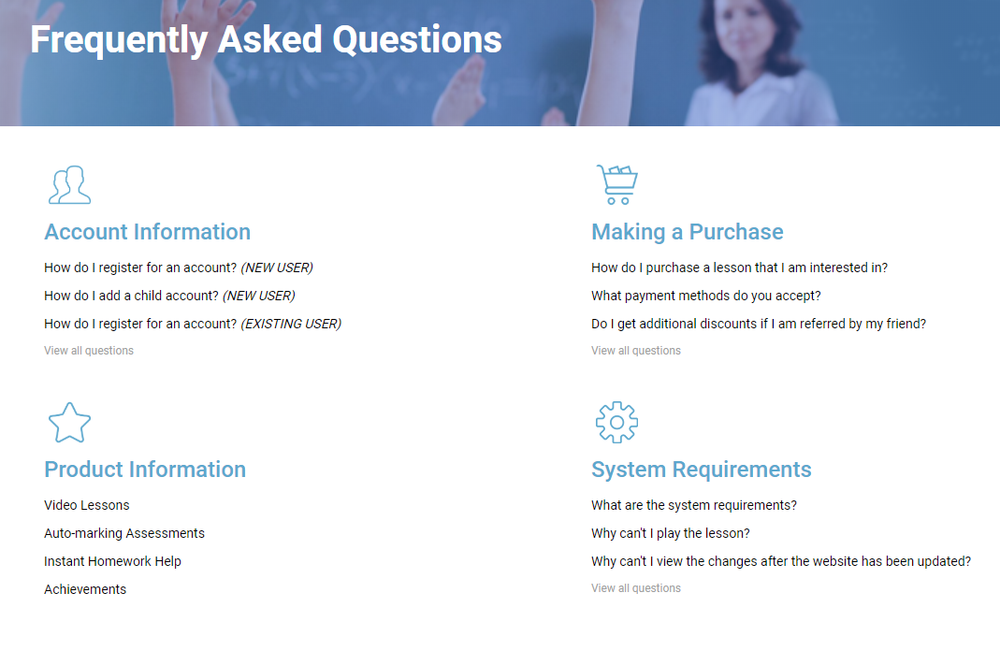 Frequently Asked Questions
Account Information
How do I register for an account? (NEW USER)
How do I add a child account? (NEW USER)
How do I register for an account? (EXISTING USER)
View all questions
Making a Purchase
How do I purchase a lesson that I am interested in?
What payment methods do you accept?
Do I get additional discounts if I am referred by my friend?
View all questions
Product Information
Video Lessons
Auto-marking Assessments
Instant Homework Help
Achievements
System Requirements
What are the system requirements?
Why can't I play the lesson?
Why can't I view the changes after the website has been updated?
View all questions